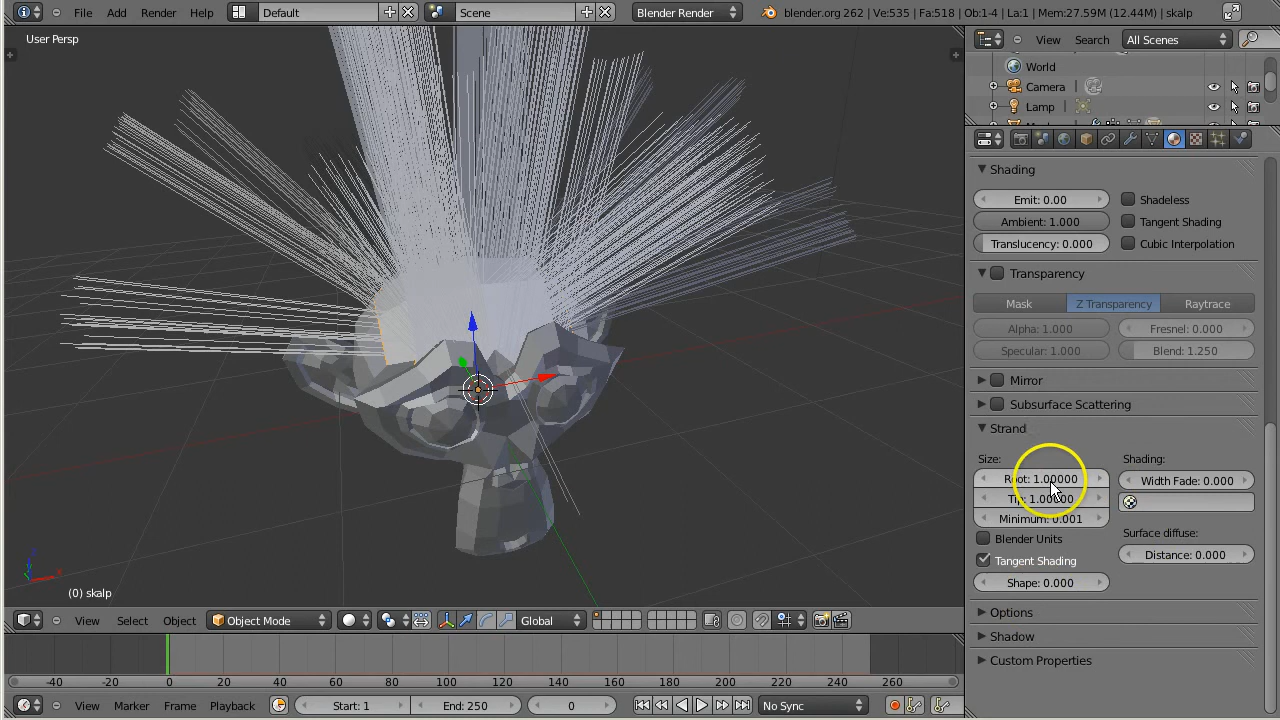 File Add Render Help Default Scene Blender Render blender.org 262 | Ve:535 | Fa:518 | Ob:1-4 | La:1 | Mem:27.59M (12.44M) | skalp
User Persp
View Search All Scenes
World
Camera
Lamp
Shading
Emit: 0.00 Shadeless
Ambient: 1.000 Tangent Shading
Translucency: 0.000 Cubic Interpolation
Transparency
Mask Z Transparency Raytrace
Alpha: 1.000 Fresnel: 0.000
Specular: 1.000 Blend: 1.250
Mirror
Subsurface Scattering
Strand
Size: Shading:
Root: 1.00000 Width Fade: 0.000
Tip: 1.00000
Minimum: 0.001
Blender Units Surface diffuse:
Tangent Shading Distance: 0.000
Shape: 0.000
Options
Shadow
Custom Properties
(0) skalp
View Select Object Object Mode Global
-40 -20 0 20 40 60 80 100 120 140 160 180 200 220 240 260
View Marker Frame Playback Start: 1 End: 250 0 No Sync